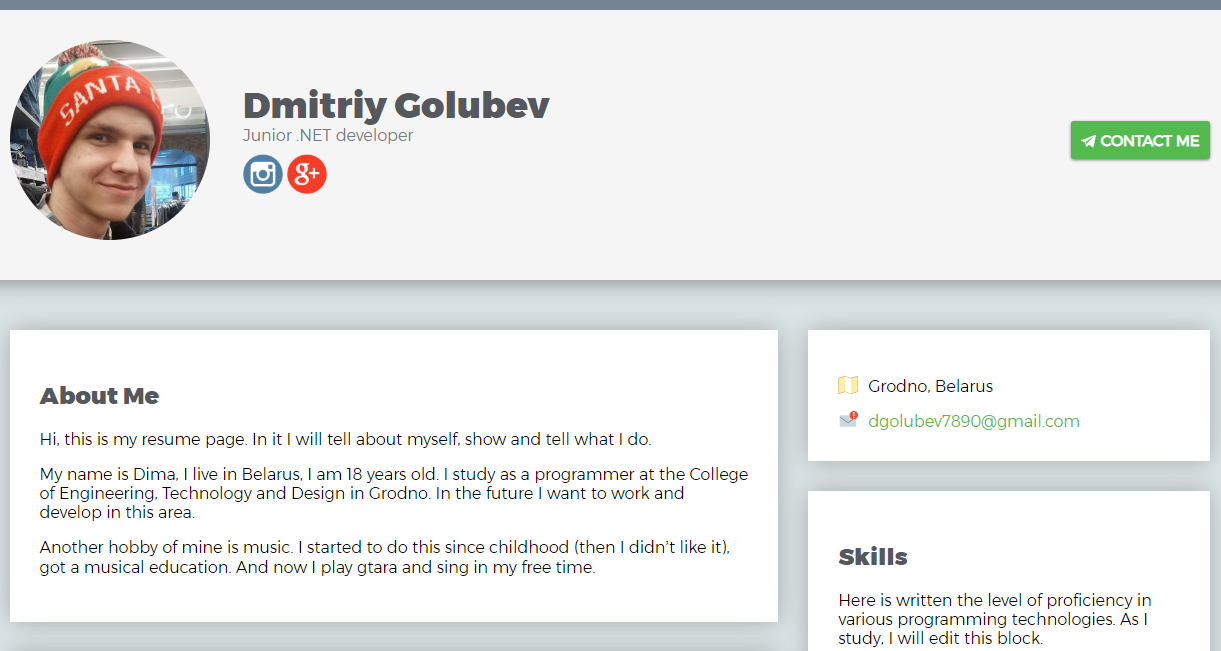 SANTA
Dmitriy Golubev
Junior .NET developer
g+
CONTACT ME
About Me
Hi, this is my resume page. In it I will tell about myself, show and tell what I do.
My name is Dima, I live in Belarus, I am 18 years old. I study as a programmer at the College
of Engineering, Technology and Design in Grodno. In the future I want to work and
develop in this area.
Another hobby of mine is music. I started to do this since childhood (then I didn’t like it),
got a musical education. And now I play gtara and sing in my free time.
Grodno, Belarus
dgolubev7890@gmail.com
Skills
Here is written the level of proficiency in
various programming technologies. As I
study, I will edit this block.